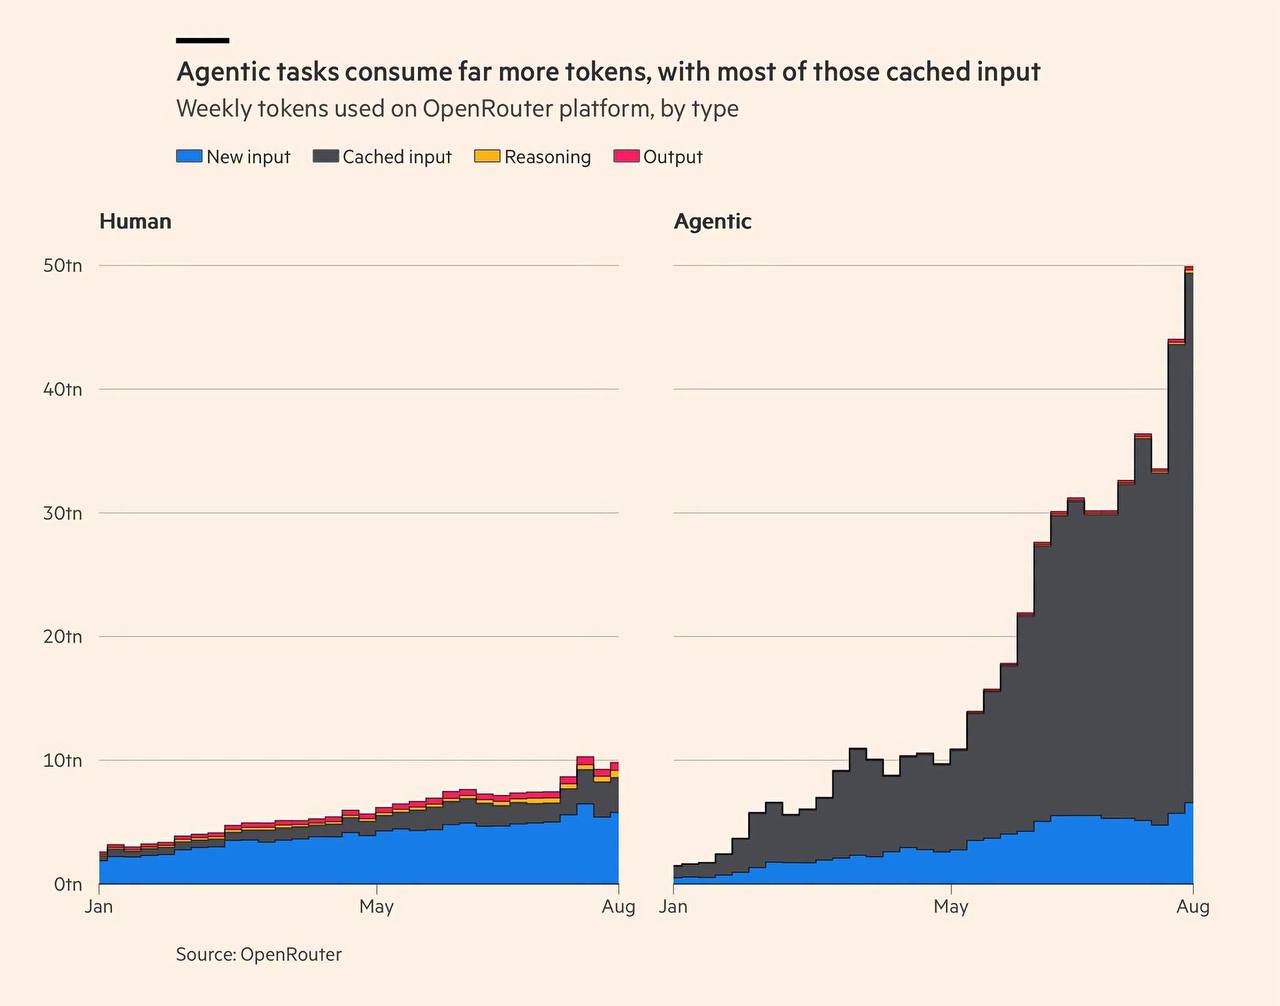 Agentic tasks consume far more tokens, with most of those cached input
Weekly tokens used on OpenRouter platform, by type
New input Cached input Reasoning Output
Human
Agentic
50tn
40tn
30tn
20tn
10tn
0tn
Jan May Aug
Jan May Aug
Source: OpenRouter